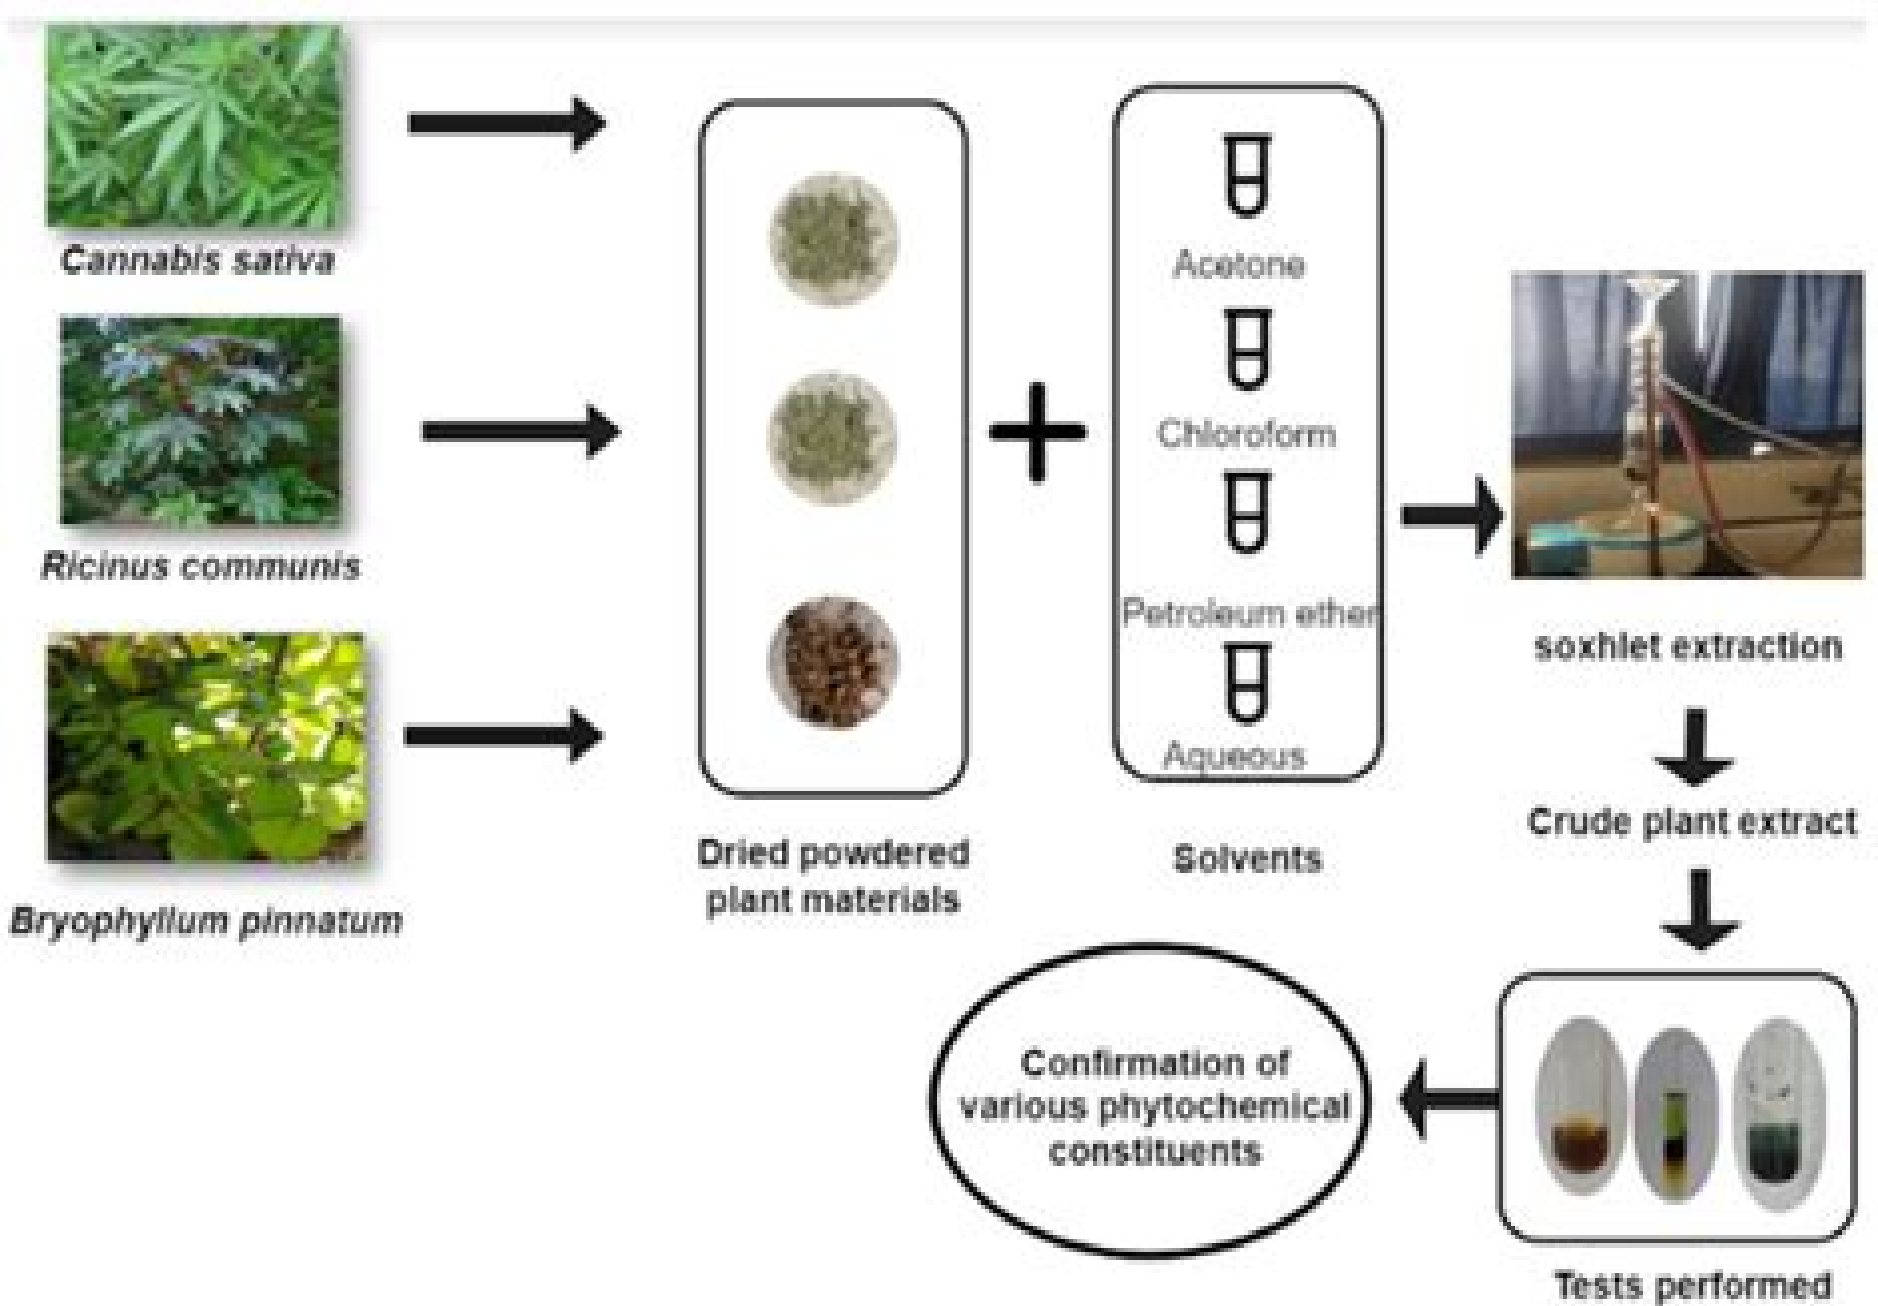 Cannabis sativa
Ricinus communis
Bryophyllum pinnatum
Dried powdered
plant materials
Acetone
Chloroform
Petroleum ether
Aqueous
Solvents
soxhlet extraction
Crude plant extract
Tests performed
Confirmation of
various phytochemical
constituents